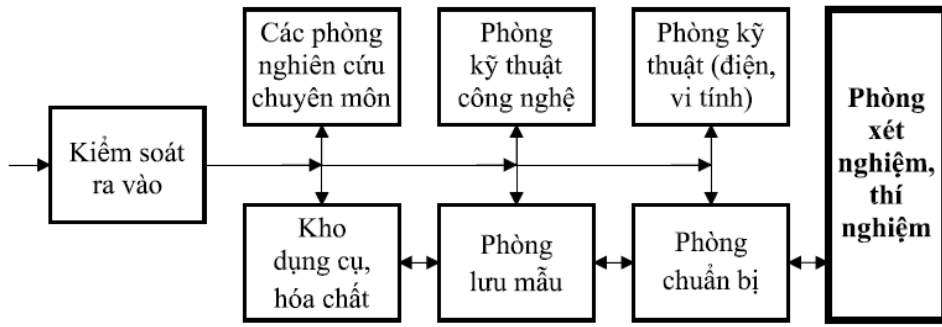 Các phòng
nghiên cứu
chuyên môn
Phòng
kỹ thuật
công nghệ
Phòng kỹ
thuật (điện,
vi tính)
Phòng
xét
nghiệm,
thí
nghiệm
Kiểm soát
ra vào
Kho
dụng cụ,
hóa chất
Phòng
lưu mẫu
Phòng
chuẩn bị